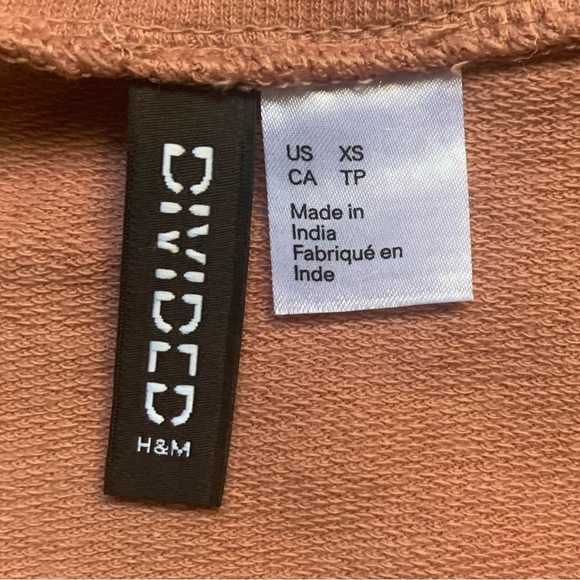 DIVIDED
H&M
US XS
CA TP
Made in
India
Fabriqué en
Inde